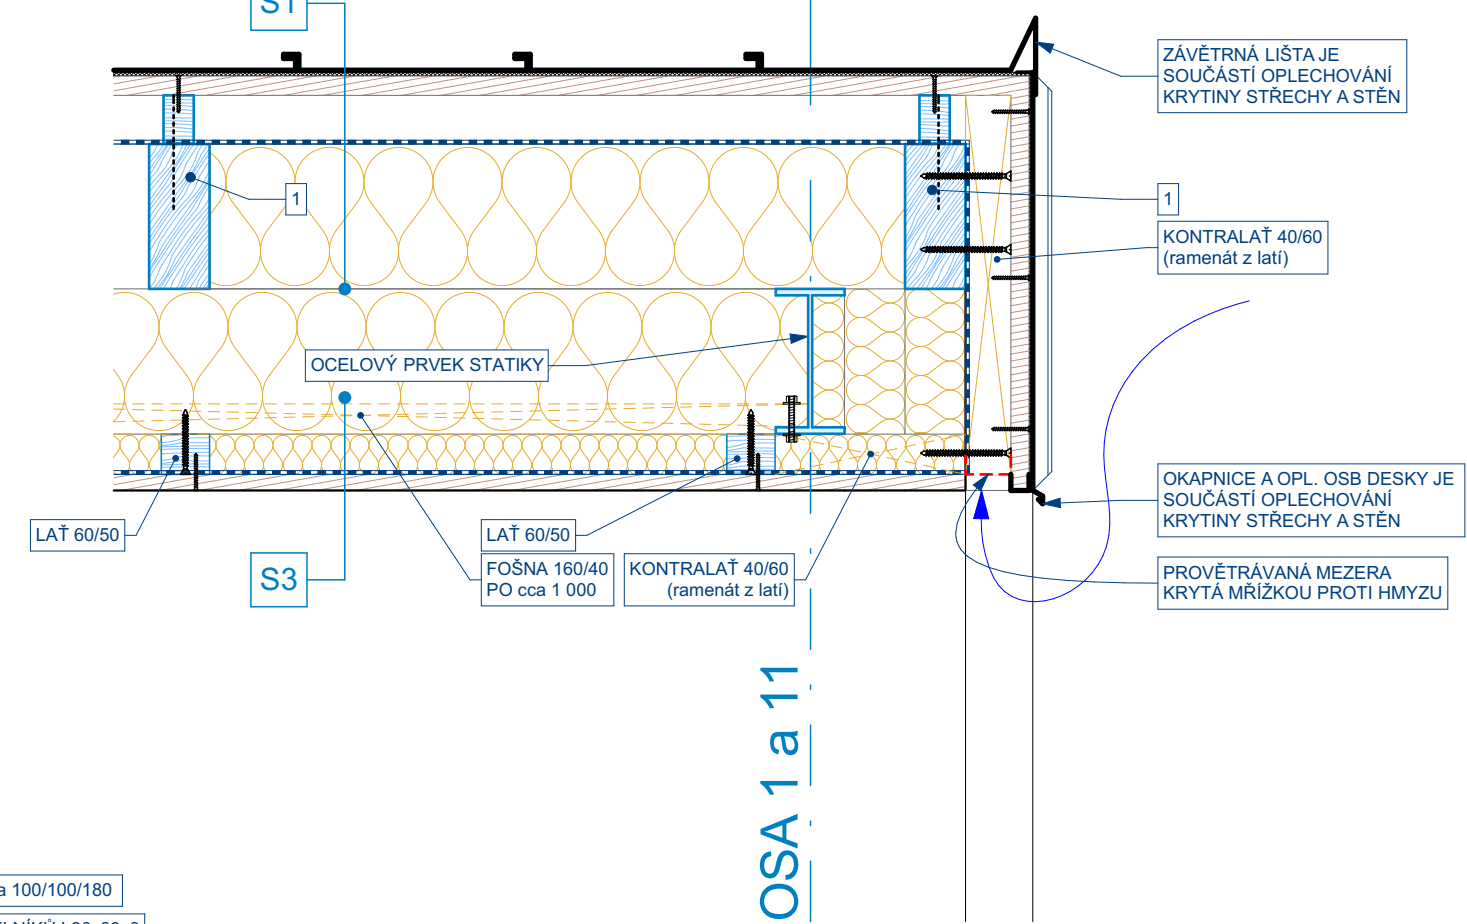 S1
ZÁVĚTRNÁ LIŠTA JE
SOUČÁSTÍ OPLECHOVÁNÍ
KRYTINY STŘECHY A STĚN
1
1
KONTRALAŤ 40/60
(ramenát z latí)
OCELOVÝ PRVEK STATIKY
OKAPNICE A OPL. OSB DESKY JE
SOUČÁSTÍ OPLECHOVÁNÍ
KRYTINY STŘECHY A STĚN
LAŤ 60/50
LAŤ 60/50
S3
FOŠNA 160/40
PO cca 1 000
KONTRALAŤ 40/60
(ramenát z latí)
PROVĚTRÁVANÁ MEZERA
KRYTÁ MŘÍŽKOU PROTI HMYZU
OSA 1 a 11
a 100/100/180